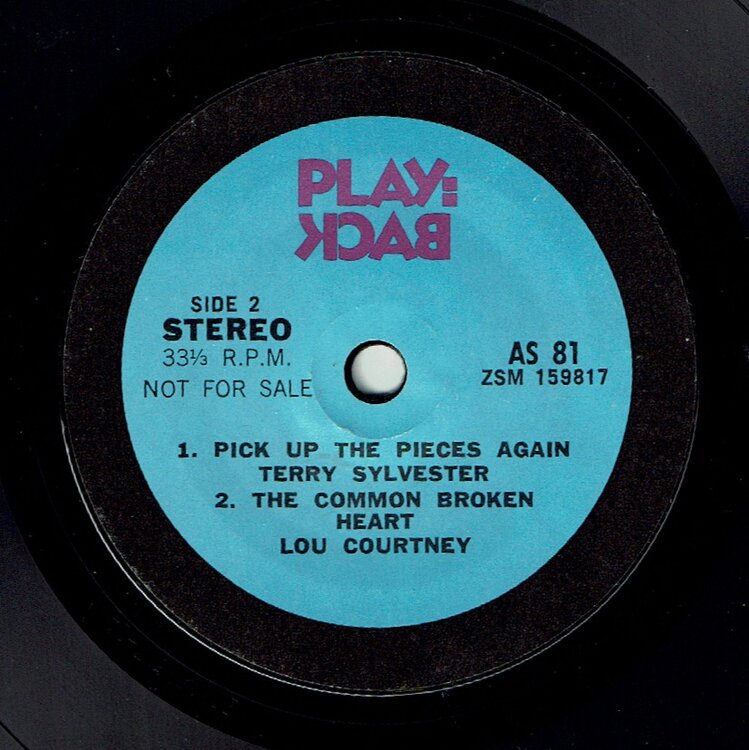 PLAY:
BACK
SIDE 2
STEREO
33⅓ R.P.M.
NOT FOR SALE
AS 81
ZSM 159817
1. PICK UP THE PIECES AGAIN
TERRY SYLVESTER
2. THE COMMON BROKEN
HEART
LOU COURTNEY